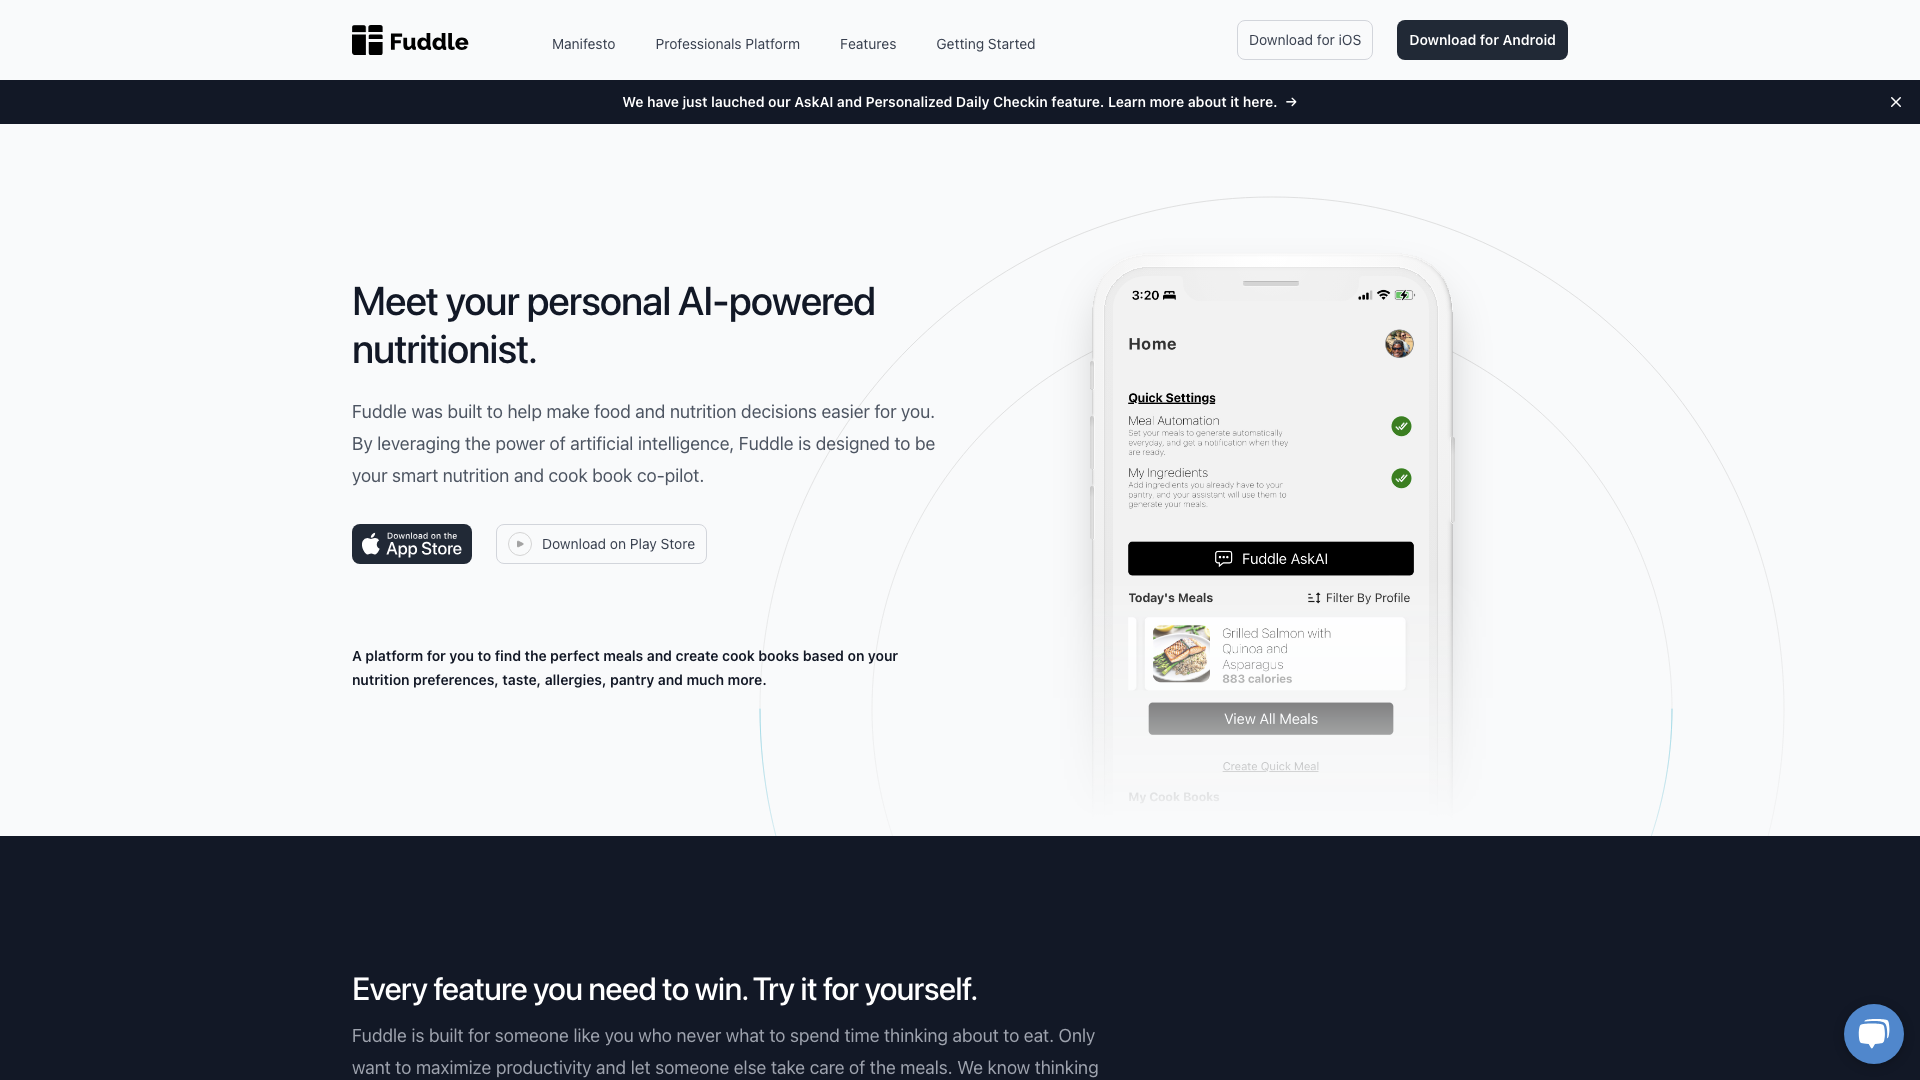 Fuddle
Manifesto
Professionals Platform
Features
Getting Started
Download for iOS
Download for Android
We have just lauched our AskAI and Personalized Daily Checkin feature. Learn more about it here. →
Meet your personal AI-powered
nutritionist.
Fuddle was built to help make food and nutrition decisions easier for you.
By leveraging the power of artificial intelligence, Fuddle is designed to be
your smart nutrition and cook book co-pilot.
Download on the
App Store
Download on Play Store
A platform for you to find the perfect meals and create cook books based on your
nutrition preferences, taste, allergies, pantry and much more.
3:20
Home
Quick Settings
Meal Automation
Set your meals to generate automatically
everyday, and get a notification when they
are ready.
My Ingredients
Add ingredients you already have to your
pantry, and your assistant will use them to
generate your meals.
Fuddle AskAI
Today's Meals
Filter By Profile
Grilled Salmon with
Quinoa and
Asparagus
883 calories
View All Meals
Create Quick Meal
My Cook Books
Every feature you need to win. Try it for yourself.
Fuddle is built for someone like you who never what to spend time thinking about to eat. Only
want to maximize productivity and let someone else take care of the meals. We know thinking